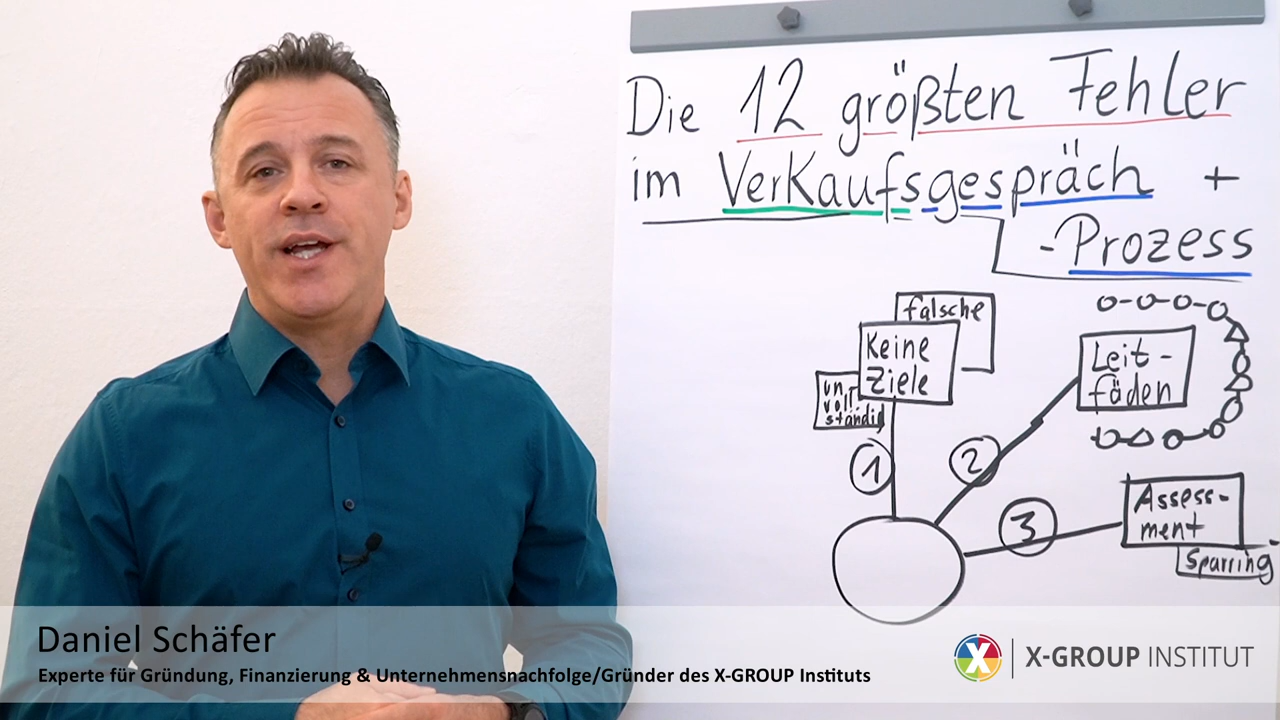 Die 12 größten Fehler
im Verkaufsgespräch +
-Prozess
falsche
Keine
Ziele
un
voll
ständig
1
Leit-
fäden
2
Assess-
ment
Sparring
3
Daniel Schäfer
Experte für Gründung, Finanzierung & Unternehmensnachfolge/Gründer des X-GROUP Instituts
X
X-GROUP INSTITUT